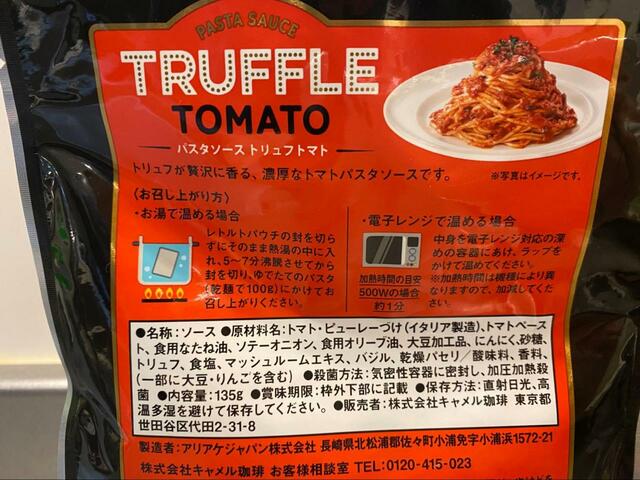 PASTA SAUCE
TRUFFLE
TOMATO
パスタソース トリュフトマト
トリュフが贅沢に香る、濃厚なトマトパスタソースです。
※写真はイメージです。
〈お召し上がり方〉
・お湯で温める場合
レトルトパウチの封を切ら
ずにそのまま熱湯の中に入
れ、5〜7分沸騰させてから
封を切り、ゆでたてのパスタ
(乾麺で100g)にかけてお
召し上がりください。
・電子レンジで温める場合
中身を電子レンジ対応の深
めの容器にあけ、ラップを
かけて温めてください。
※加熱時間は機種により異
なりますので、加減してくだ
さい。
加熱時間の目安
500Wの場合
約1分
●名称:ソース ●原材料名:トマト・ピューレーづけ(イタリア製造)、トマトペース
ト、食用なたね油、ソテーオニオン、食用オリーブ油、大豆加工品、にんにく、砂糖、
トリュフ、食塩、マッシュルームエキス、バジル、乾燥パセリ/酸味料、香料、
(一部に大豆・りんごを含む) ●殺菌方法:気密性容器に密封し、加圧加熱殺
菌 ●内容量:135g ●賞味期限:枠外下部に記載 ●保存方法:直射日光、高
温多湿を避けて保存してください。●販売者:株式会社キャメル珈琲 東京都
世田谷区代田2-31-8
製造者:アリアケジャパン株式会社 長崎県北松浦郡佐々町小浦免字小浦浜1572-21
株式会社キャメル珈琲 お客様相談室 TEL:0120-415-023